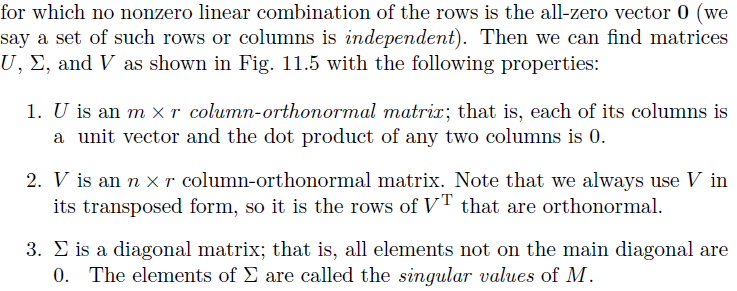 for which no nonzero linear combination of the rows is the all-zero vector 0 (we
say a set of such rows or columns is independent). Then we can find matrices
U, Σ, and V as shown in Fig. 11.5 with the following properties:
1. U is an m × r column-orthonormal matrix; that is, each of its columns is
a unit vector and the dot product of any two columns is 0.
2. V is an n × r column-orthonormal matrix. Note that we always use V in
its transposed form, so it is the rows of Vᵀ that are orthonormal.
3. Σ is a diagonal matrix; that is, all elements not on the main diagonal are
0. The elements of Σ are called the singular values of M.